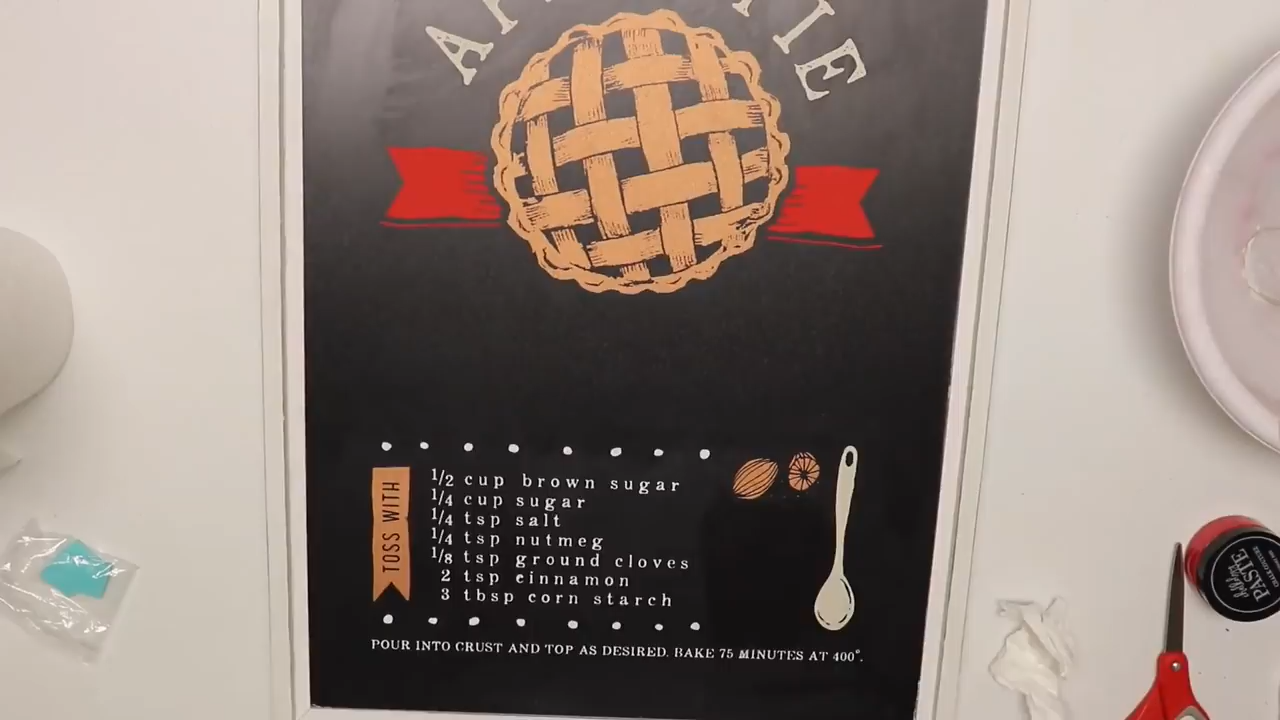 TOSS WITH
1/2 cup brown sugar
1/4 cup sugar
1/4 tsp salt
1/4 tsp nutmeg
1/8 tsp ground cloves
2 tsp cinnamon
3 tbsp corn starch
POUR INTO CRUST AND TOP AS DESIRED. BAKE 75 MINUTES AT 400°.
PASTE